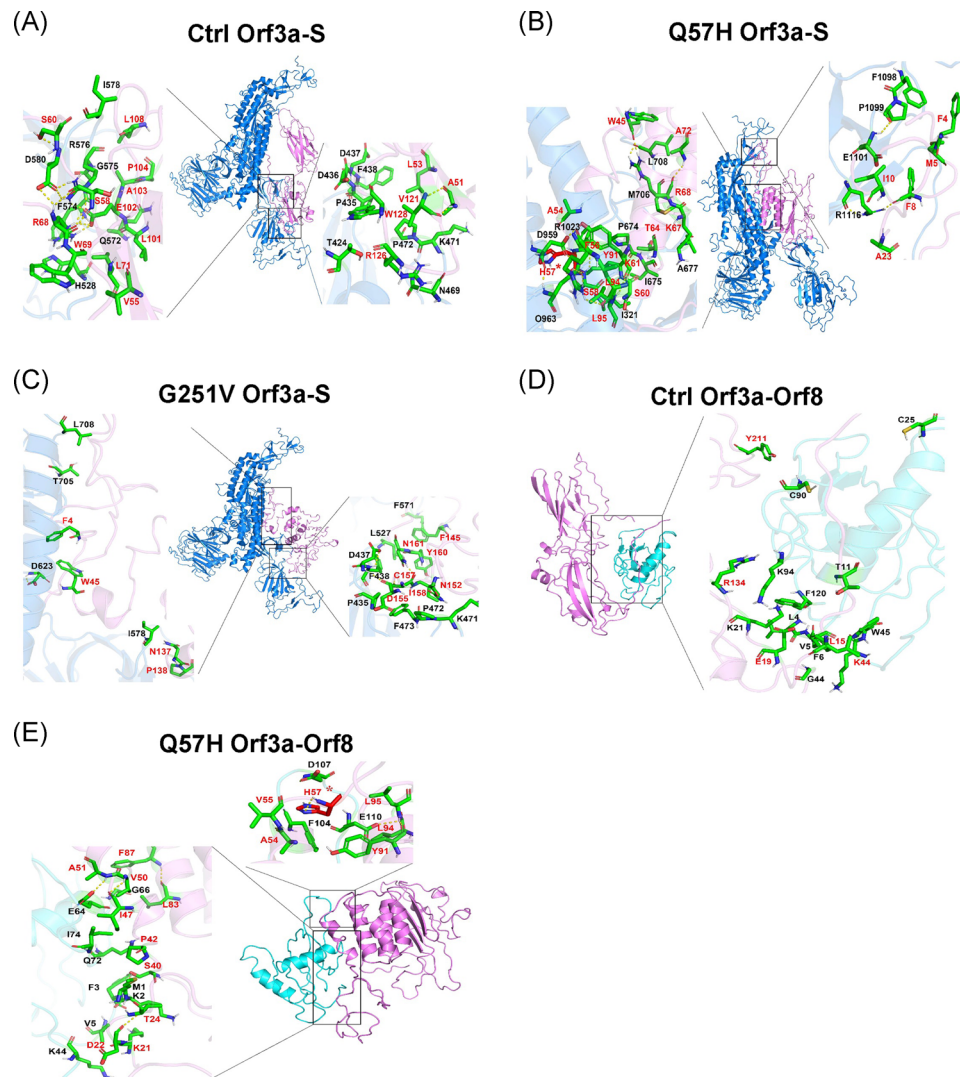 (A)
Ctrl Orf3a-S
I578
S60
L108
R576
D580
G575
P104
A103
S58
F574
E102
R68
Q572
L101
W69
L71
H528
V55
D437
L53
D436
F438
A51
P435
V121
W128
T424
P472
K471
R126
N469
(B)
Q57H Orf3a-S
F1098
P1099
F4
W45
A72
E1101
M5
L708
I10
M706
R68
R1116
F8
A54
R1023
P674
T64
K67
D959
F56
Y91
A23
H57
*
K61
A677
L94
I675
S58
S60
O963
I321
L95
(C)
G251V Orf3a-S
L708
T705
F4
D623
W45
I578
N137
P138
F571
L527
F145
N161
D437
Y160
F438
C157
N152
I158
D155
P435
P472
K471
F473
(D)
Ctrl Orf3a-Orf8
C25
Y211
C90
K94
T11
R134
F120
L4
K21
L15
W45
V5
E19
F6
K44
G44
(E)
Q57H Orf3a-Orf8
D107
H57
*
V55
L95
E110
F104
L94
A54
Y91
F87
A51
V50
G66
E64
L83
I47
I74
P42
Q72
S40
F3
M1
K2
T24
V5
D22
K21
K44